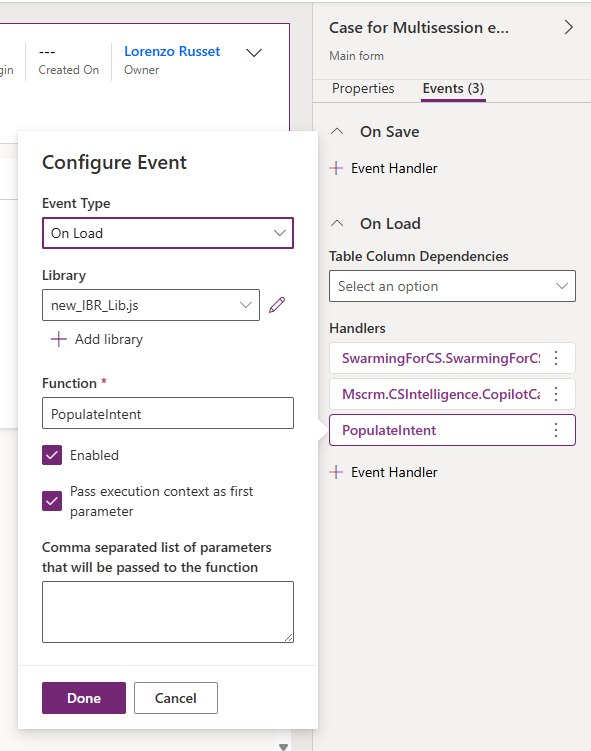 ---
Lorenzo Russet
gin
Created On
Owner
Case for Multisession e...
Main form
Properties
Events (3)
On Save
Event Handler
On Load
Table Column Dependencies
Select an option
Handlers
SwarmingForCS.SwarmingForCS
Mscrm.CSIntelligence.CopilotCa
PopulateIntent
Event Handler
Configure Event
Event Type
On Load
Library
new_IBR_Lib.js
Add library
Function *
PopulateIntent
Enabled
Pass execution context as first
parameter
Comma separated list of parameters
that will be passed to the function
Done
Cancel